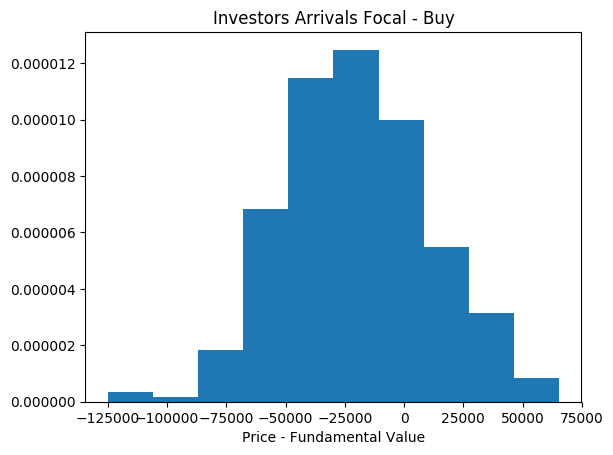 Investors Arrivals Focal - Buy
0.000012
0.000010
0.000008
0.000006
0.000004
0.000002
0.000000
−125000 −100000 −75000 −50000 −25000 0 25000 50000 75000
Price - Fundamental Value